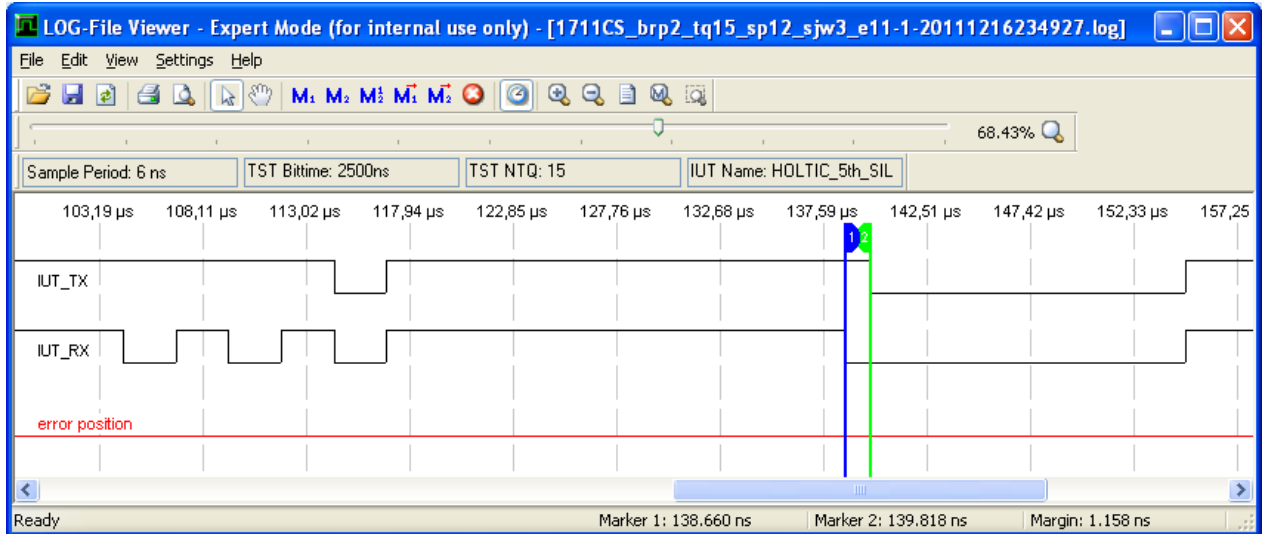 LOG-File Viewer - Expert Mode (for internal use only) - [1711CS_brp2_tq15_sp12_sjw3_e11-1-20111216234927.log]
File Edit View Settings Help
M1 M2 M½ M1 M2
68.43%
Sample Period: 6 ns TST Bittime: 2500ns TST NTQ: 15 IUT Name: HOLTIC_5th_SIL
103,19 µs 108,11 µs 113,02 µs 117,94 µs 122,85 µs 127,76 µs 132,68 µs 137,59 µs 142,51 µs 147,42 µs 152,33 µs 157,25
1 2
IUT_TX
IUT_RX
error position
Ready Marker 1: 138.660 ns Marker 2: 139.818 ns Margin: 1.158 ns